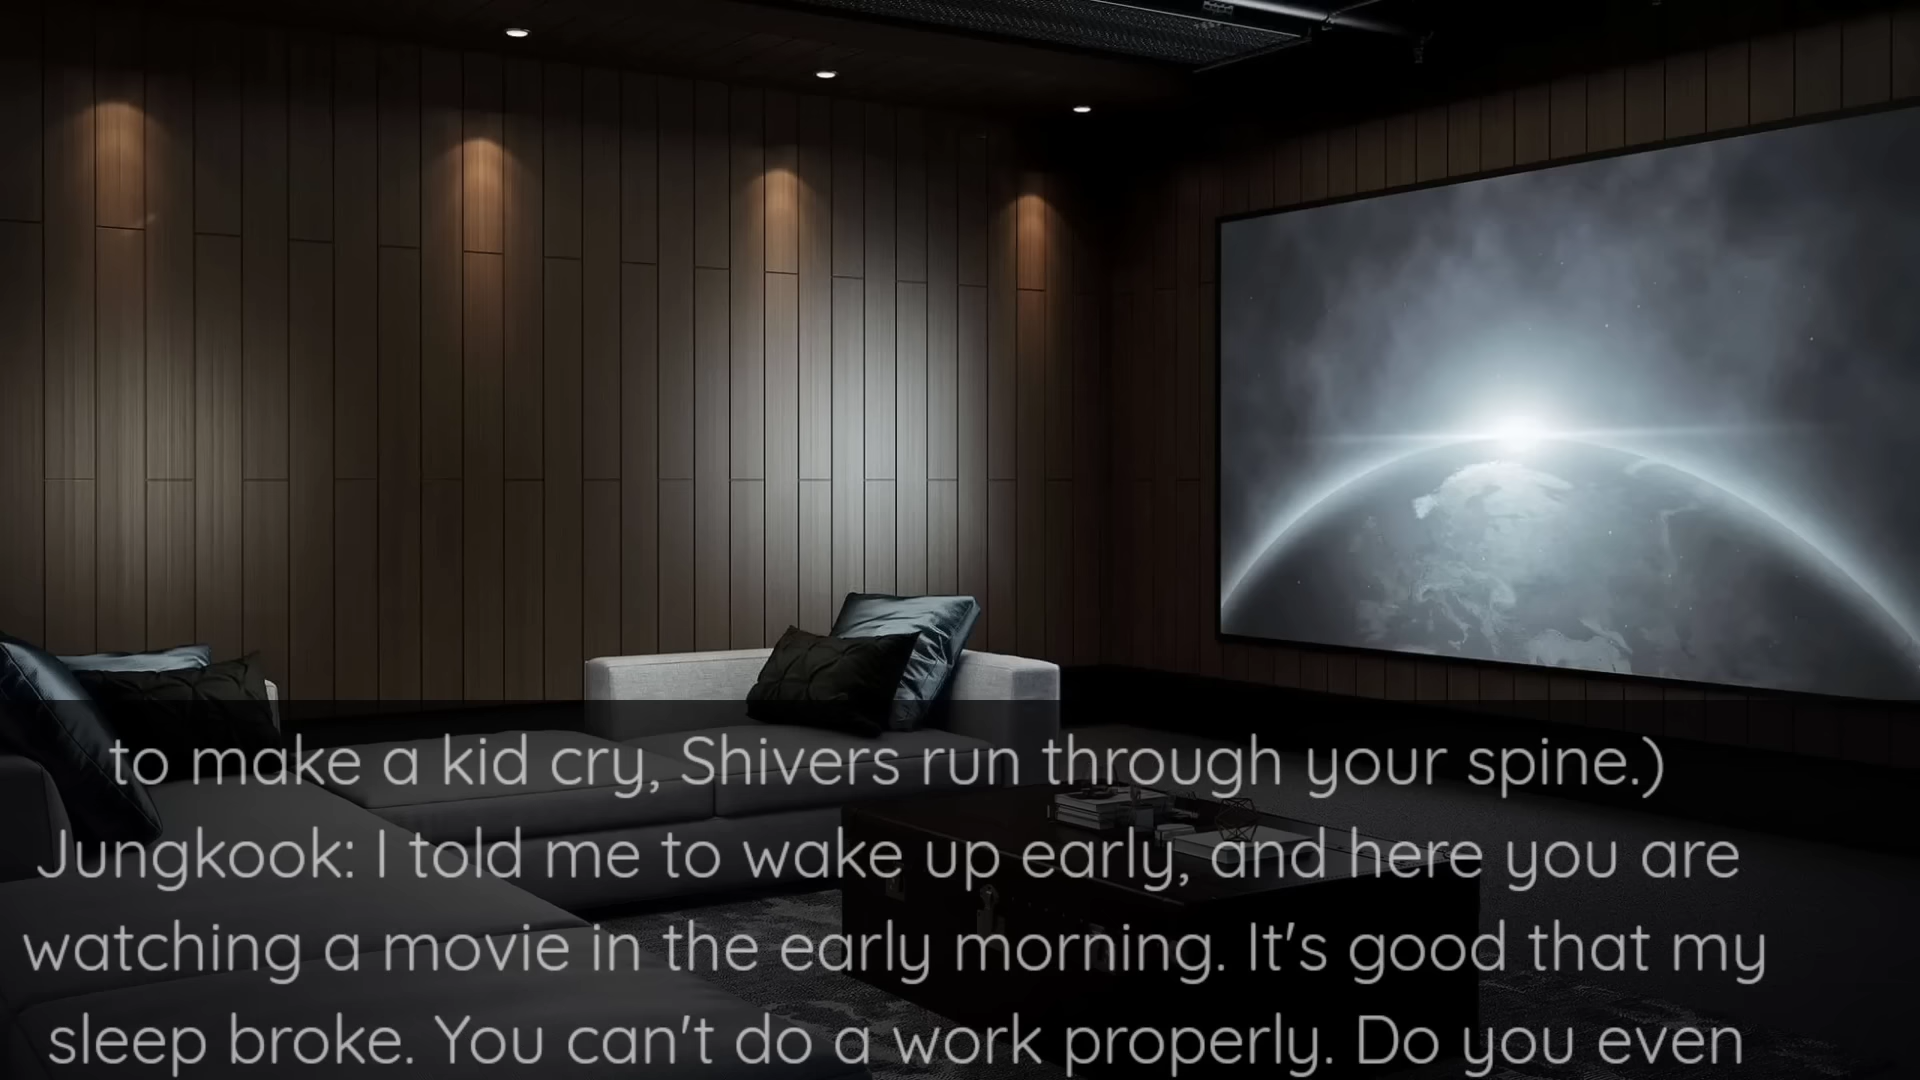 to make a kid cry, Shivers run through your spine.)
Jungkook: I told me to wake up early, and here you are
watching a movie in the early morning. It's good that my
sleep broke. You can't do a work properly. Do you even